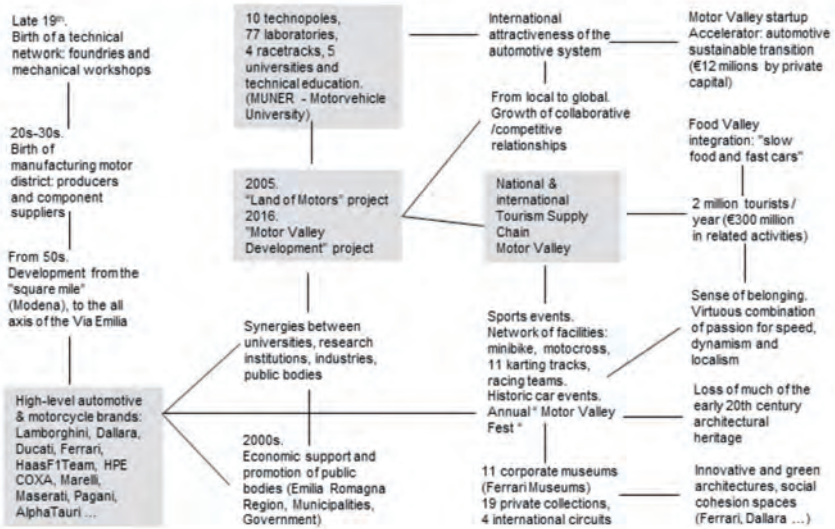 Late 19th.
Birth of a technical
network: foundries and
mechanical workshops
20s-30s.
Birth of
manufacturing motor
district: producers
and component
suppliers
From 50s.
Development from the
"square mile"
(Modena), to the all
axis of the Via Emilia
High-level automotive
& motorcycle brands:
Lamborghini, Dallara,
Ducati, Ferrari,
HaasF1Team, HPE
COXA, Marelli,
Maserati, Pagani,
AlphaTauri ...
10 technopoles,
77 laboratories,
4 racetracks, 5
universities and
technical education.
(MUNER - Motorvehicle
University)
2005.
"Land of Motors" project
2016.
"Motor Valley
Development" project
Synergies between
universities, research
institutions, industries,
public bodies
2000s.
Economic support and
promotion of public
bodies (Emilia Romagna
Region, Municipalities,
Government)
International
attractiveness of the
automotive system
From local to global.
Growth of collaborative
/competitive
relationships
National &
international
Tourism Supply
Chain
Motor Valley
Sports events.
Network of facilities:
minibike, motocross,
11 karting tracks,
racing teams.
Historic car events.
Annual " Motor Valley
Fest "
11 corporate museums
(Ferrari Museums)
19 private collections,
4 international circuits
Motor Valley startup
Accelerator: automotive
sustainable transition
(€12 milions by private
capital)
Food Valley
integration: "slow
food and fast cars"
2 million tourists /
year (€300 million
in related activities)
Sense of belonging.
Virtuous combination
of passion for speed,
dynamism and
localism
Loss of much of the
early 20th century
architectural
heritage
Innovative and green
architectures, social
cohesion spaces
(Ferrari, Dallara ...)